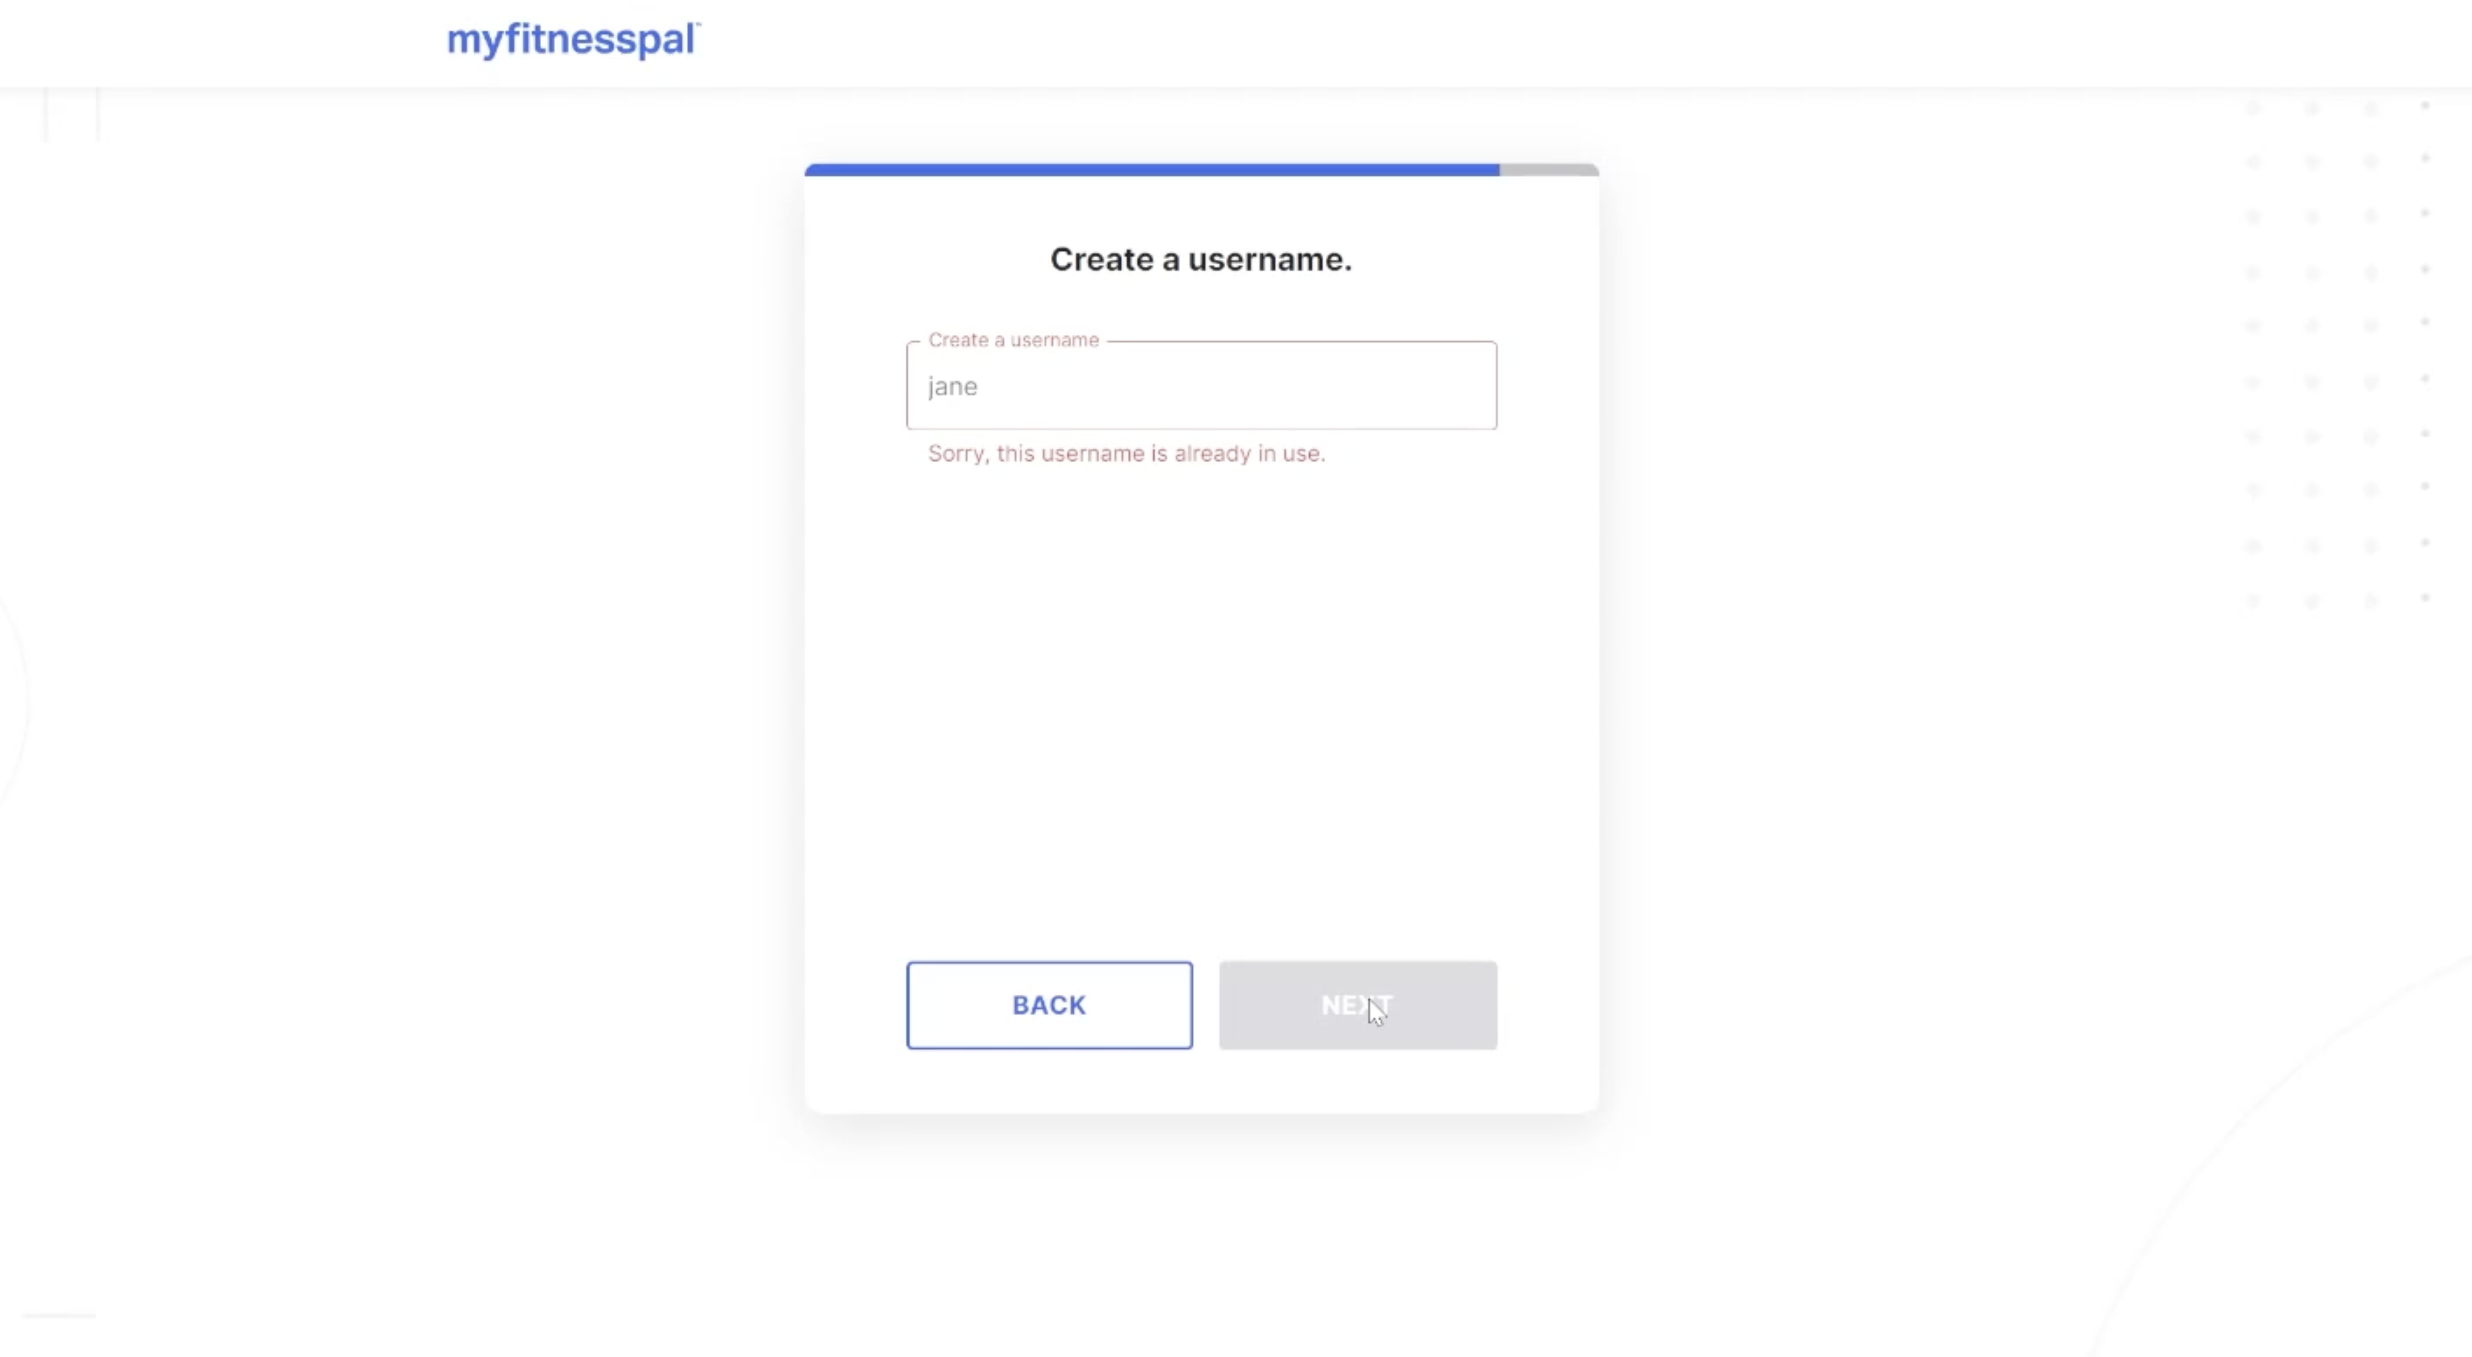 myfitnesspal
Create a username.
Create a username
jane
Sorry, this username is already in use.
BACK
NEXT